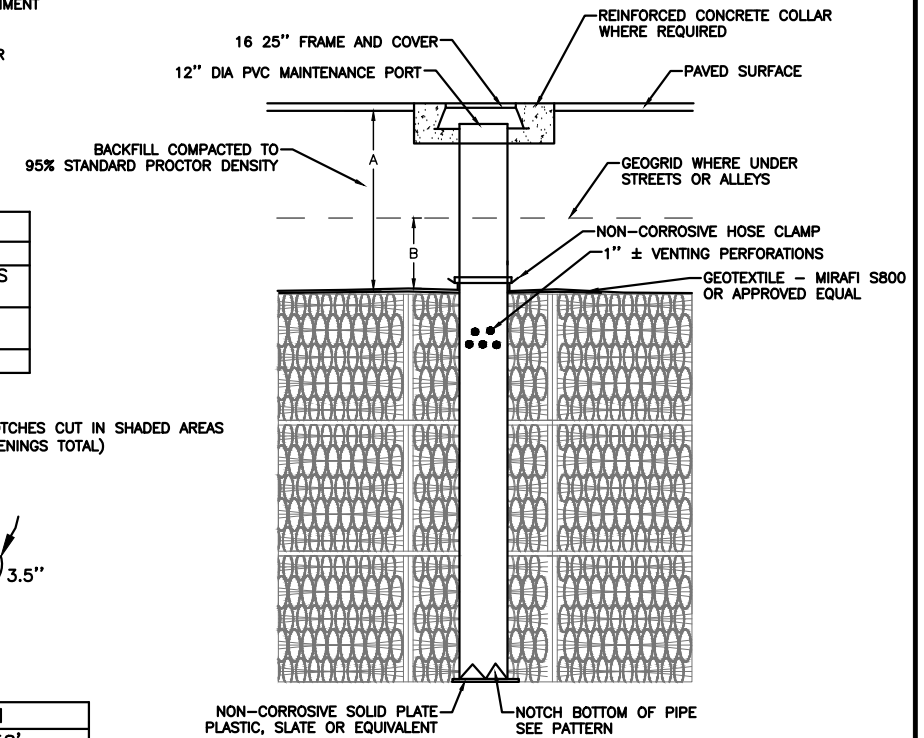 REINFORCED CONCRETE COLLAR
WHERE REQUIRED
16 25" FRAME AND COVER
12" DIA PVC MAINTENANCE PORT
PAVED SURFACE
BACKFILL COMPACTED TO
95% STANDARD PROCTOR DENSITY
A
GEOGRID WHERE UNDER
STREETS OR ALLEYS
B
NON-CORROSIVE HOSE CLAMP
1" ± VENTING PERFORATIONS
GEOTEXTILE - MIRAFI S800
OR APPROVED EQUAL
CUT IN SHADED AREAS
TOTAL)
3.5"
NON-CORROSIVE SOLID PLATE
PLASTIC, SLATE OR EQUIVALENT
NOTCH BOTTOM OF PIPE
SEE PATTERN